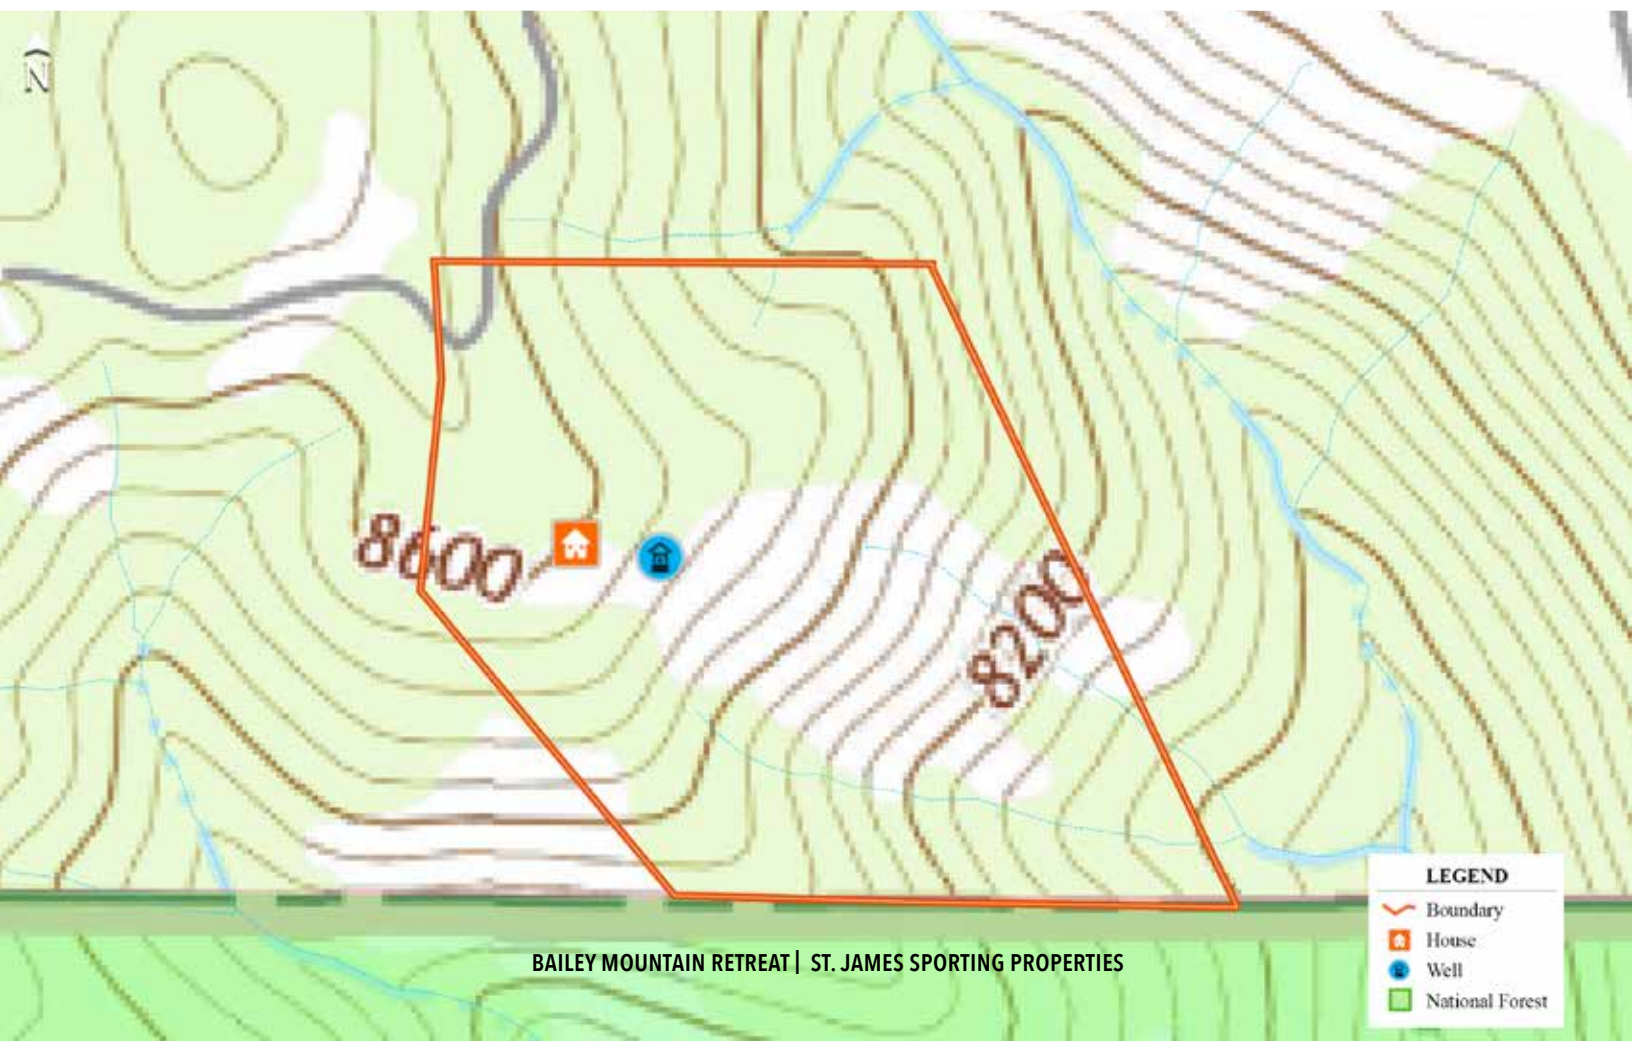 N
8600
8200
LEGEND
Boundary
House
Well
National Forest
BAILEY MOUNTAIN RETREAT | ST. JAMES SPORTING PROPERTIES